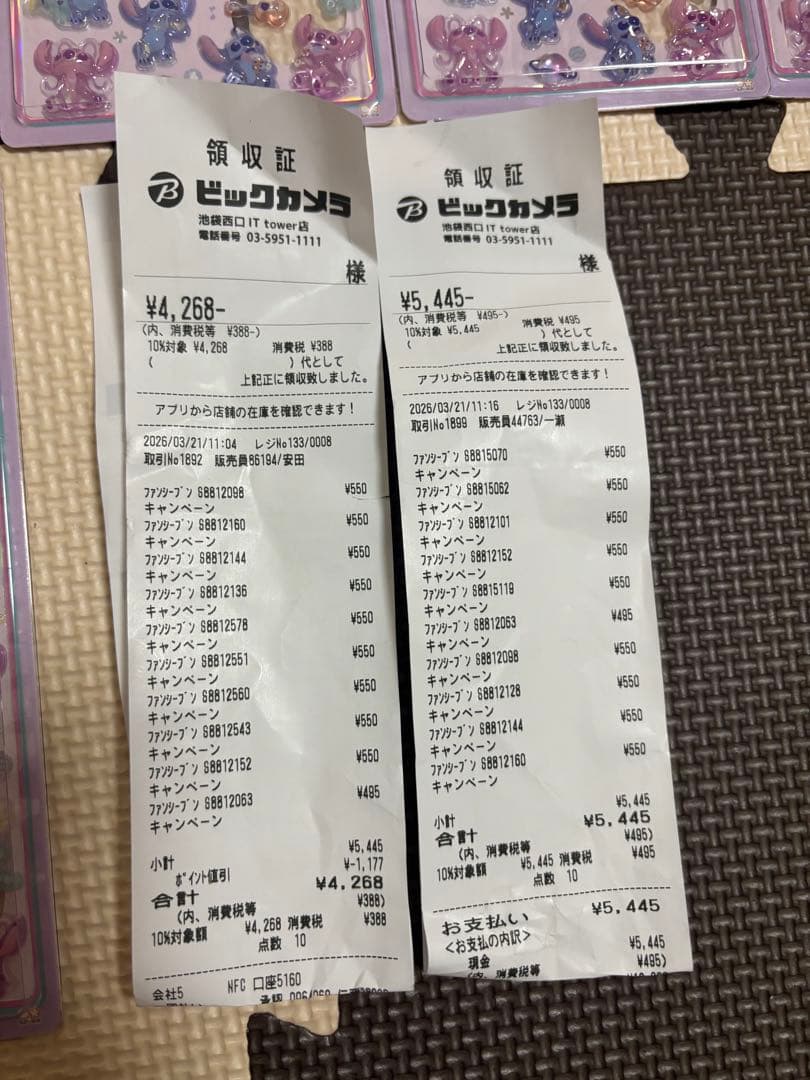 領収証
ビックカメラ
池袋西口 IT tower店
電話番号 03-5951-1111
様
¥4,268-
(内、消費税等 ¥388-)
10%対象 ¥4,268 消費税 ¥388
( )代として
上記正に領収致しました。
アプリから店舗の在庫を確認できます!
2026/03/21/11:04 レジNo133/0008
取引No1892 販売員86194/安田
ファンシーブン S8812098 ¥550
キャンペーン
ファンシーブン S8812160 ¥550
キャンペーン
ファンシーブン S8812144 ¥550
キャンペーン
ファンシーブン S8812136 ¥550
キャンペーン
ファンシーブン S8812578 ¥550
キャンペーン
ファンシーブン S8812551 ¥550
キャンペーン
ファンシーブン S8812560 ¥550
キャンペーン
ファンシーブン S8812543 ¥550
キャンペーン
ファンシーブン S8812152 ¥550
キャンペーン
ファンシーブン S8812063 ¥495
キャンペーン
小計 ¥5,445
ポイント値引 ¥-1,177
合計 ¥4,268
(内、消費税等 ¥388)
10%対象額 ¥4,268 消費税 ¥388
点数 10
会社5 NFC 口座5160
領収証
ビックカメラ
池袋西口 IT tower店
電話番号 03-5951-1111
様
¥5,445-
(内、消費税等 ¥495-)
10%対象 ¥5,445 消費税 ¥495
( )代として
上記正に領収致しました。
アプリから店舗の在庫を確認できます!
2026/03/21/11:16 レジNo133/0008
取引No1899 販売員44763/一瀬
ファンシーブン S8815070 ¥550
キャンペーン
ファンシーブン S8815062 ¥550
キャンペーン
ファンシーブン S8812101 ¥550
キャンペーン
ファンシーブン S8812152 ¥550
キャンペーン
ファンシーブン S8815119 ¥550
キャンペーン
ファンシーブン S8812063 ¥495
キャンペーン
ファンシーブン S8812098 ¥550
キャンペーン
ファンシーブン S8812128 ¥550
キャンペーン
ファンシーブン S8812144 ¥550
キャンペーン
ファンシーブン S8812160 ¥550
キャンペーン
小計 ¥5,445
合計 ¥5,445
(内、消費税等 ¥495)
10%対象額 ¥5,445 消費税 ¥495
点数 10
お支払い ¥5,445
<お支払の内訳>
現金 ¥5,445
(内、消費税等 ¥495)